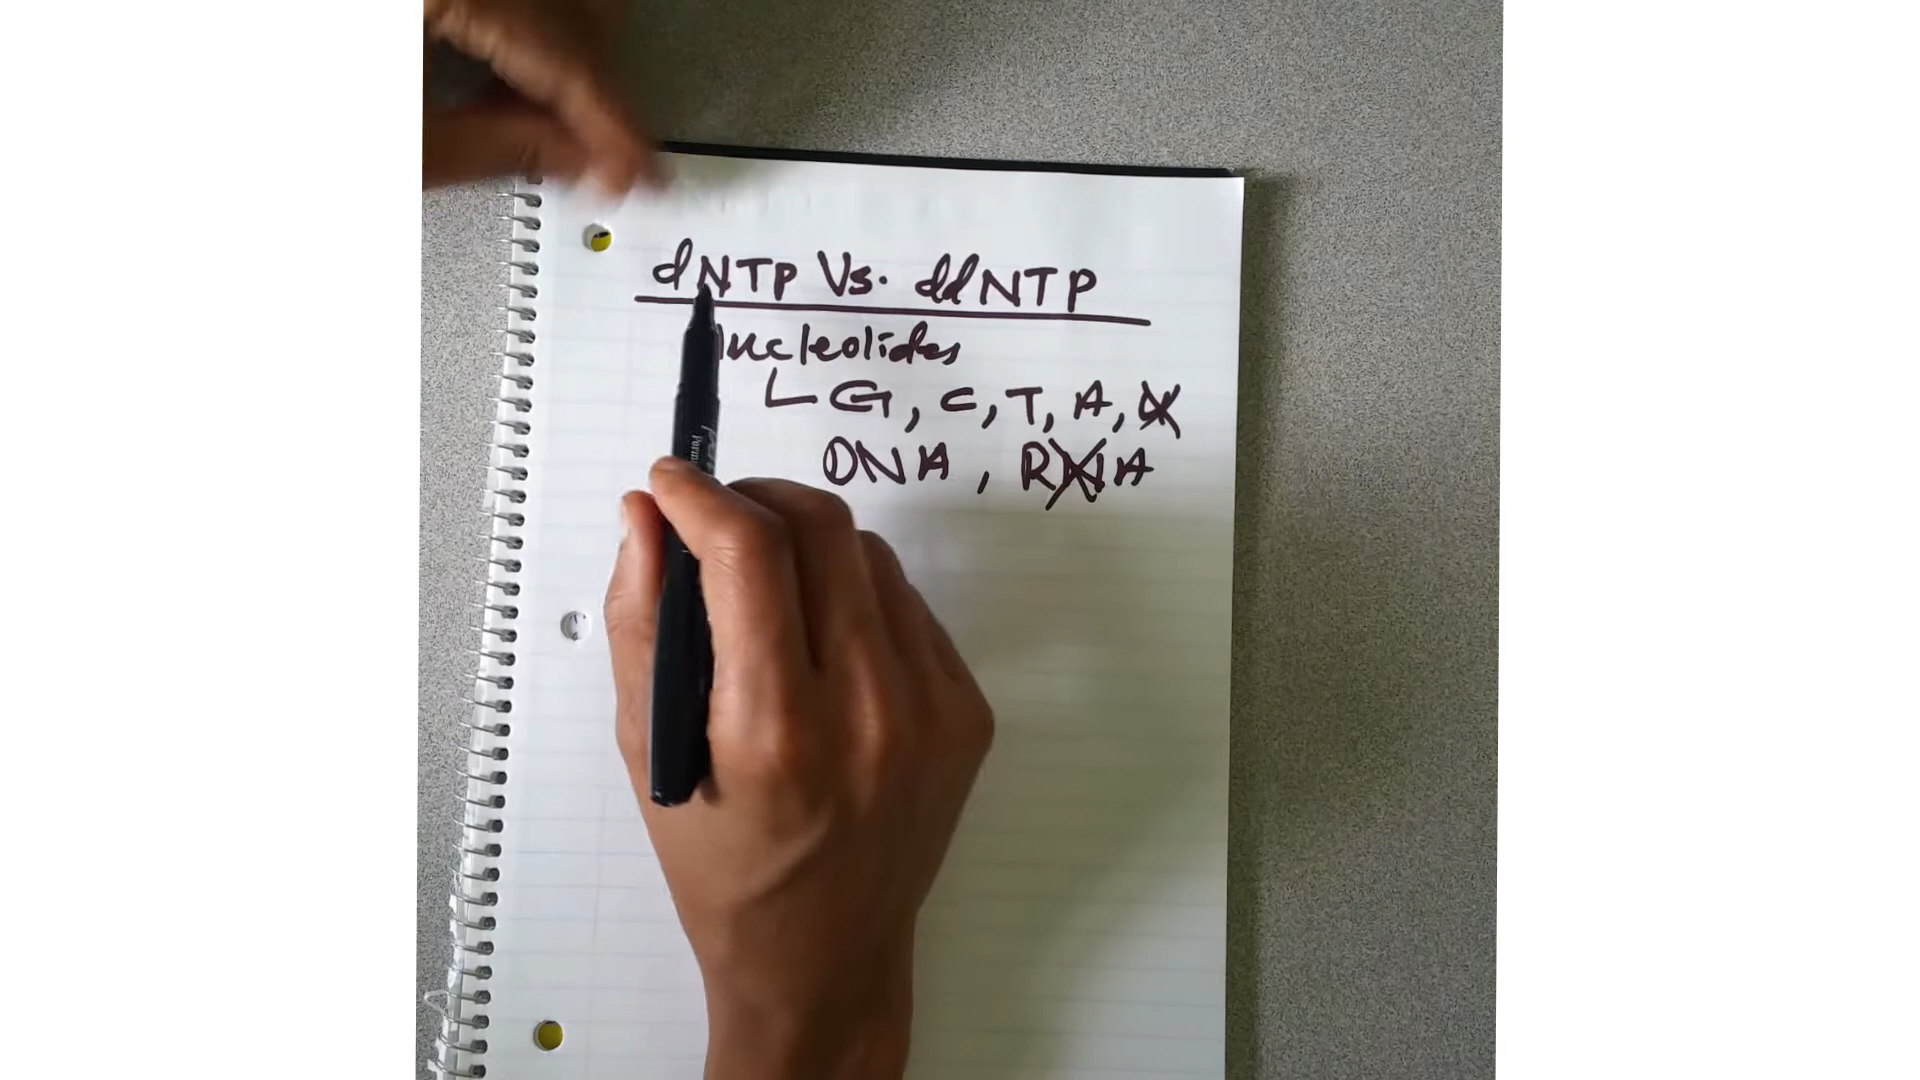 dNTP Vs. ddNTP
nucleotides
G, C, T, A, U
DNA, RNA